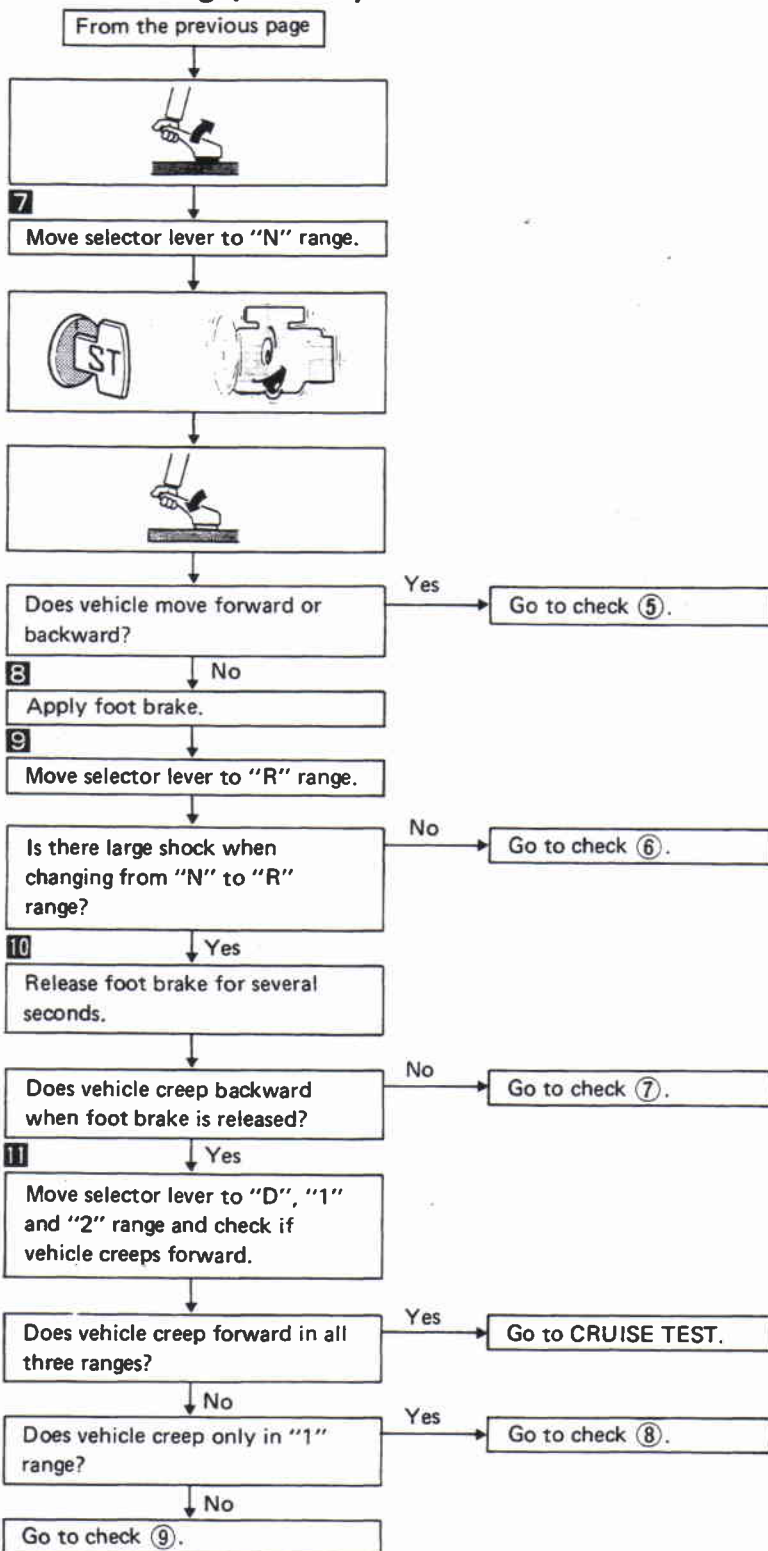 From the previous page
7
Move selector lever to "N" range.
ST
Does vehicle move forward or
backward?
Yes
Go to check ⑤.
No
8
Apply foot brake.
9
Move selector lever to "R" range.
Is there large shock when
changing from "N" to "R"
range?
No
Go to check ⑥.
10
Yes
Release foot brake for several
seconds.
Does vehicle creep backward
when foot brake is released?
No
Go to check ⑦.
11
Yes
Move selector lever to "D", "1"
and "2" range and check if
vehicle creeps forward.
Does vehicle creep forward in all
three ranges?
Yes
Go to CRUISE TEST.
No
Does vehicle creep only in "1"
range?
Yes
Go to check ⑧.
No
Go to check ⑨.